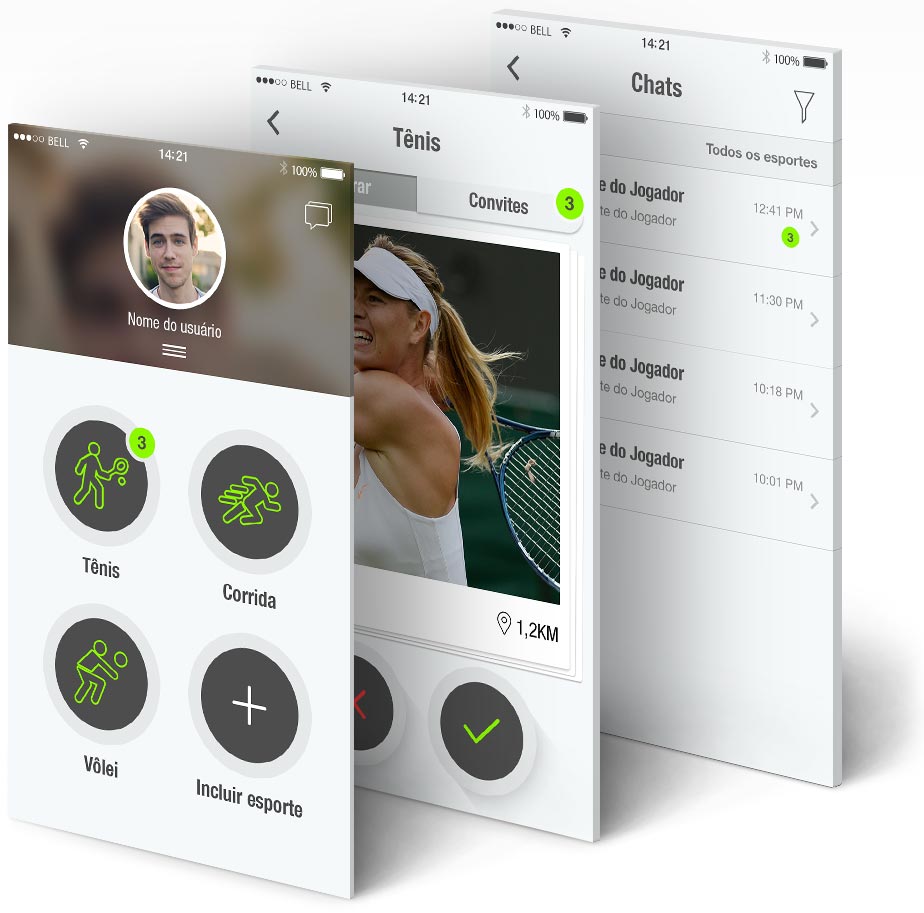 BELL
14:21
100%
Nome do usuário
3
Tênis
Corrida
Vôlei
Incluir esporte
BELL
14:21
100%
Tênis
Convites
3
1,2KM
BELL
14:21
100%
Chats
Todos os esportes
e do Jogador
12:41 PM
te do Jogador
3
e do Jogador
11:30 PM
te do Jogador
e do Jogador
10:18 PM
te do Jogador
e do Jogador
10:01 PM
te do Jogador